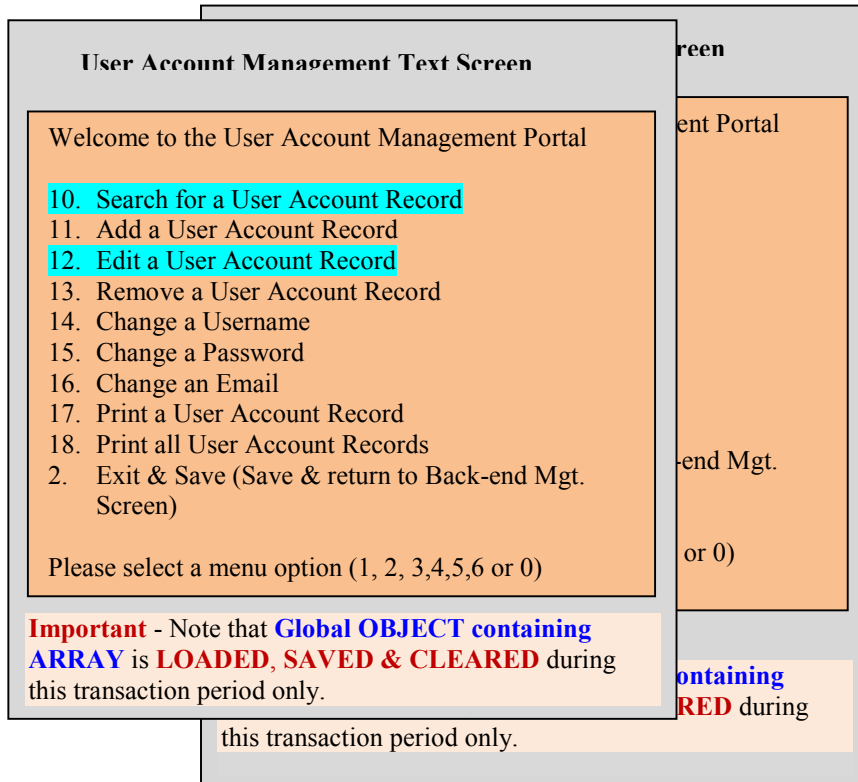 User Account Management Text Screen
Welcome to the User Account Management Portal
10. Search for a User Account Record
11. Add a User Account Record
12. Edit a User Account Record
13. Remove a User Account Record
14. Change a Username
15. Change a Password
16. Change an Email
17. Print a User Account Record
18. Print all User Account Records
2. Exit & Save (Save & return to Back-end Mgt.
Screen)
Please select a menu option (1, 2, 3,4,5,6 or 0)
Important - Note that Global OBJECT containing
ARRAY is LOADED, SAVED & CLEARED during
this transaction period only.
reen
ent Portal
-end Mgt.
or 0)
ontaining
RED during
this transaction period only.